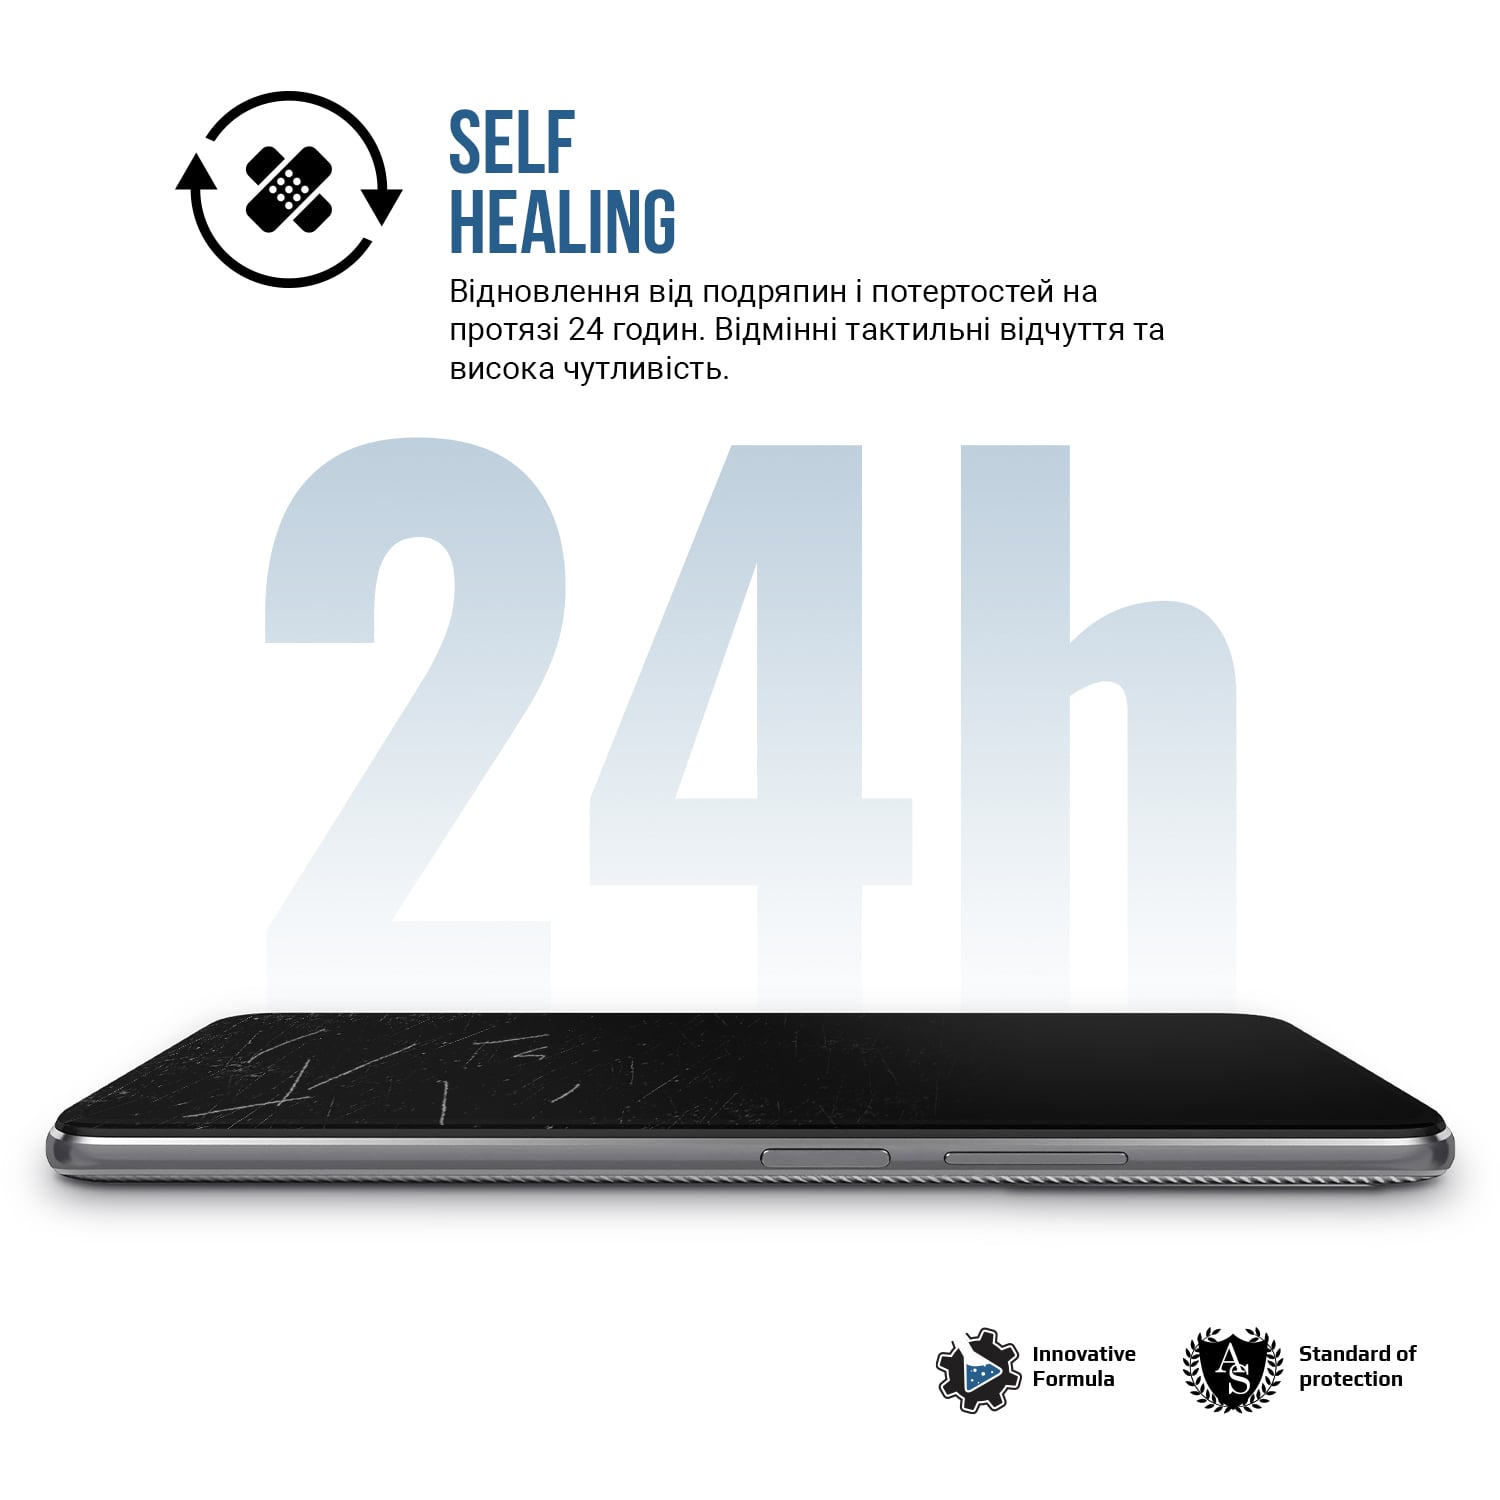 SELF
HEALING
Відновлення від подряпин і потертостей на
протязі 24 годин. Відмінні тактильні відчуття та
висока чутливість.
24h
Innovative
Formula
AS
Standard of
protection